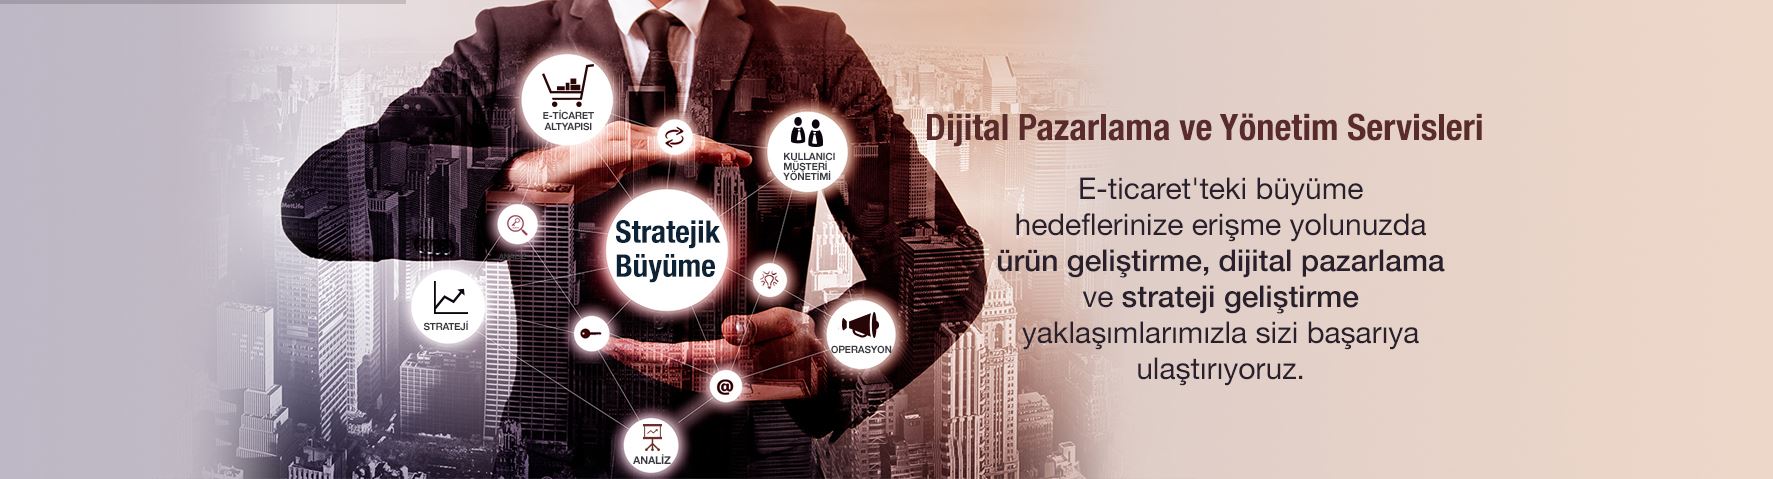 E-TİCARET
ALTYAPISI
KULLANICI
MÜŞTERİ
YÖNETİMİ
MetLife
Stratejik
Büyüme
STRATEJİ
OPERASYON
@
ANALİZ
Dijital Pazarlama ve Yönetim Servisleri
E-ticaret'teki büyüme
hedeflerinize erişme yolunuzda
ürün geliştirme, dijital pazarlama
ve strateji geliştirme
yaklaşımlarımızla sizi başarıya
ulaştırıyoruz.